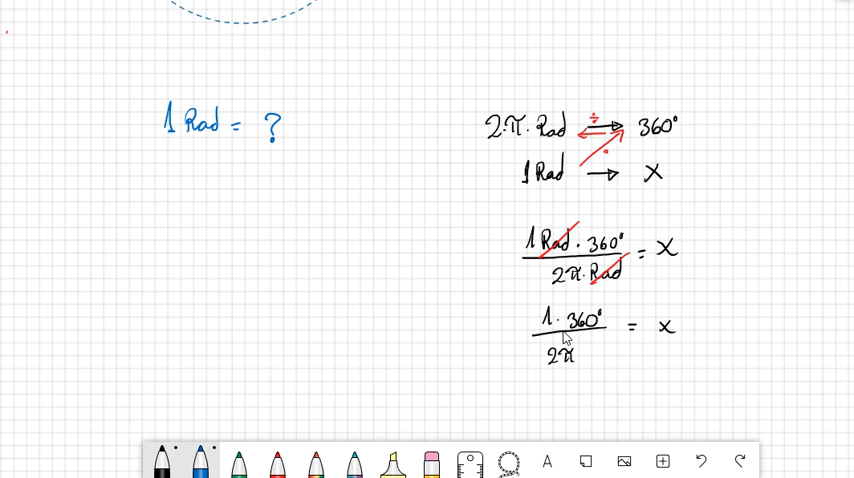 1 Rad = ?
2·π·Rad → 360°
1 Rad → x
1 Rad · 360° / 2π·Rad = x
1 · 360° / 2π = x
A